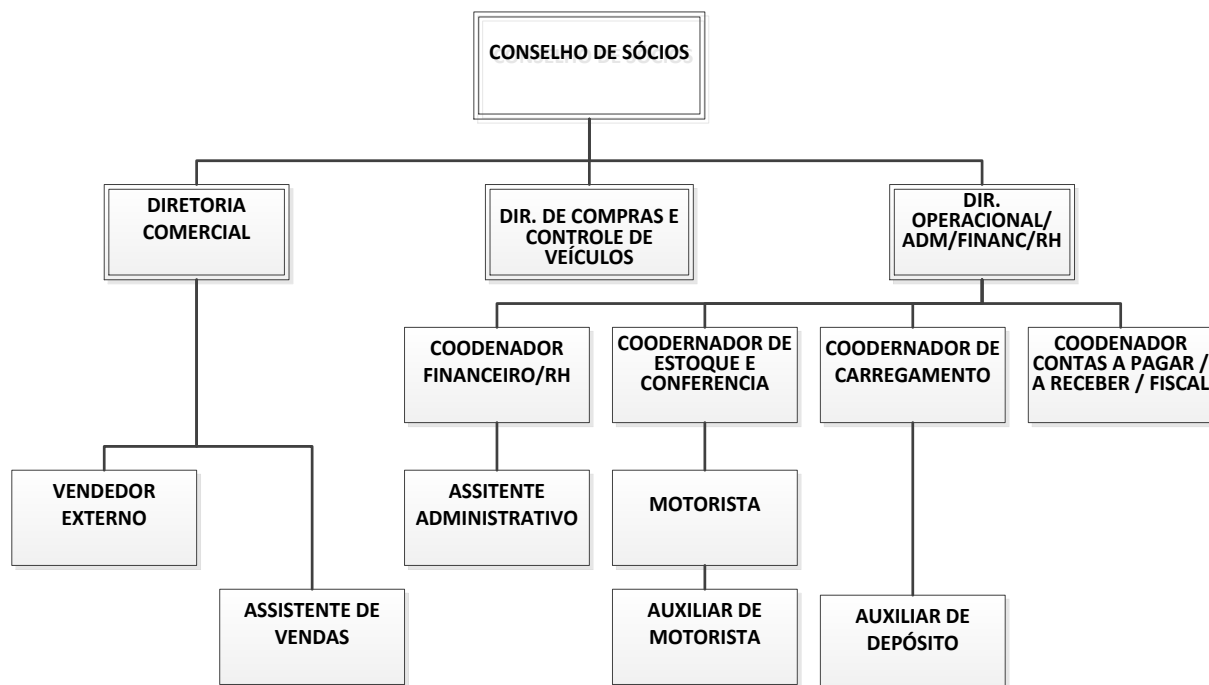 CONSELHO DE SÓCIOS
DIRETORIA
COMERCIAL
DIR. DE COMPRAS E
CONTROLE DE
VEÍCULOS
DIR.
OPERACIONAL/
ADM/FINANC/RH
COODENADOR
FINANCEIRO/RH
COODERNADOR DE
ESTOQUE E
CONFERENCIA
COODERNADOR DE
CARREGAMENTO
COODENADOR
CONTAS A PAGAR /
A RECEBER / FISCAL
VENDEDOR
EXTERNO
ASSITENTE
ADMINISTRATIVO
MOTORISTA
ASSISTENTE DE
VENDAS
AUXILIAR DE
MOTORISTA
AUXILIAR DE
DEPÓSITO